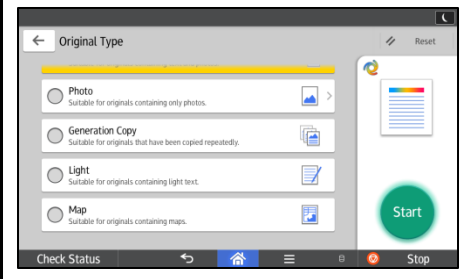 Original Type
Reset
Photo
Suitable for originals containing only photos.
Generation Copy
Suitable for originals that have been copied repeatedly.
Light
Suitable for originals containing light text.
Map
Suitable for originals containing maps.
Start
Check Status
Stop